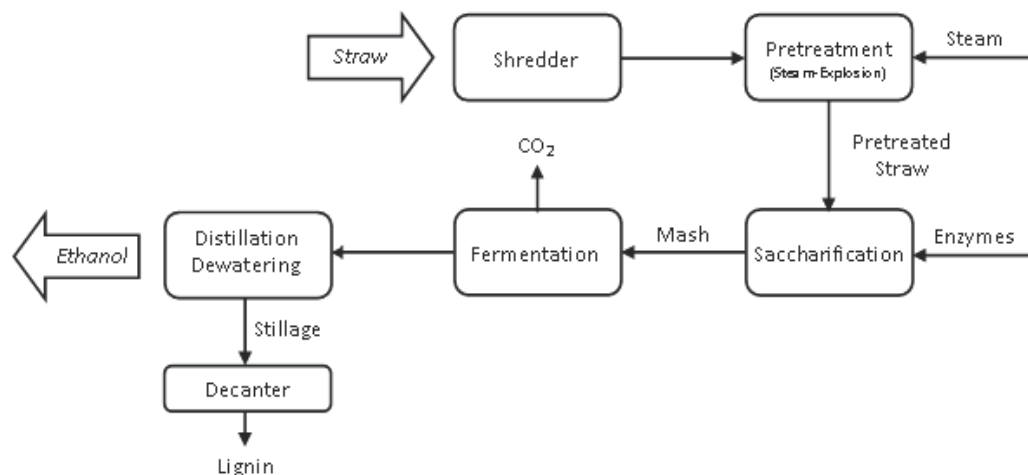 Straw
Shredder
Pretreatment
(Steam-Explosion)
Steam
Pretreated
Straw
CO₂
Ethanol
Distillation
Dewatering
Fermentation
Mash
Saccharification
Enzymes
Stillage
Decanter
Lignin